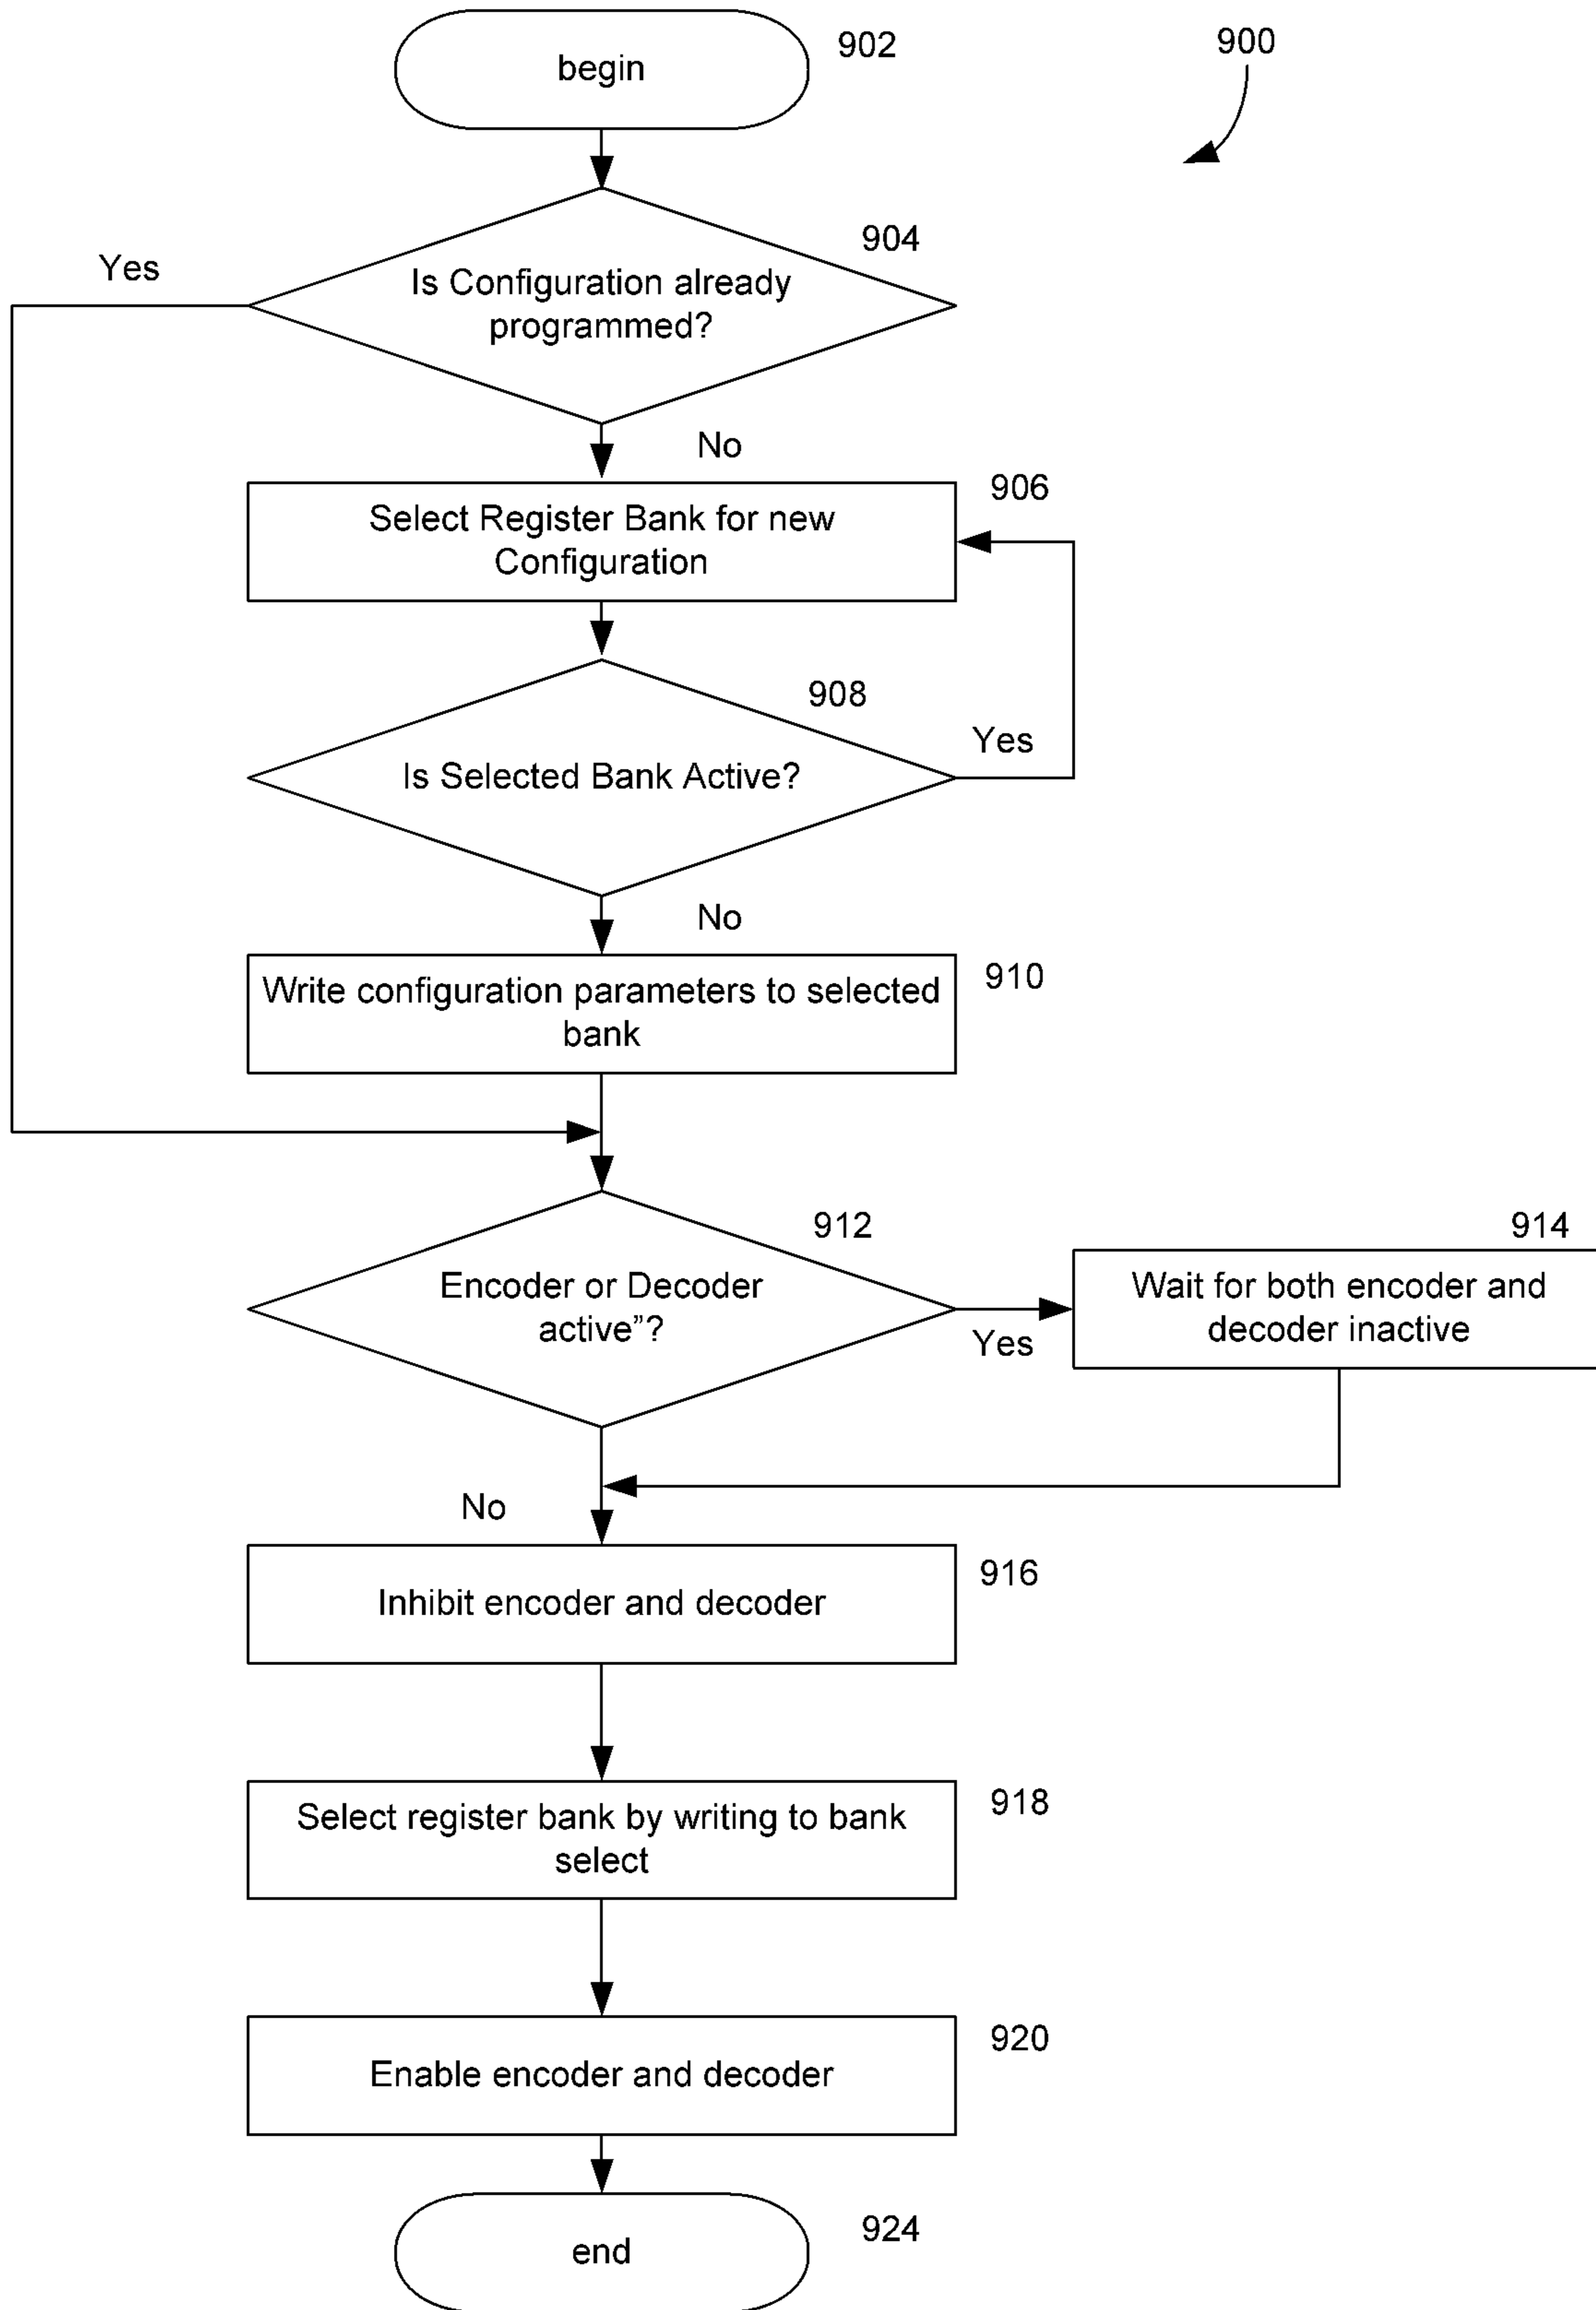 begin
902
900
Yes
904
Is Configuration already
programmed?
No
906
Select Register Bank for new
Configuration
908
Is Selected Bank Active?
Yes
No
910
Write configuration parameters to selected
bank
912
914
Encoder or Decoder
active”?
Yes
Wait for both encoder and
decoder inactive
No
916
Inhibit encoder and decoder
918
Select register bank by writing to bank
select
920
Enable encoder and decoder
924
end